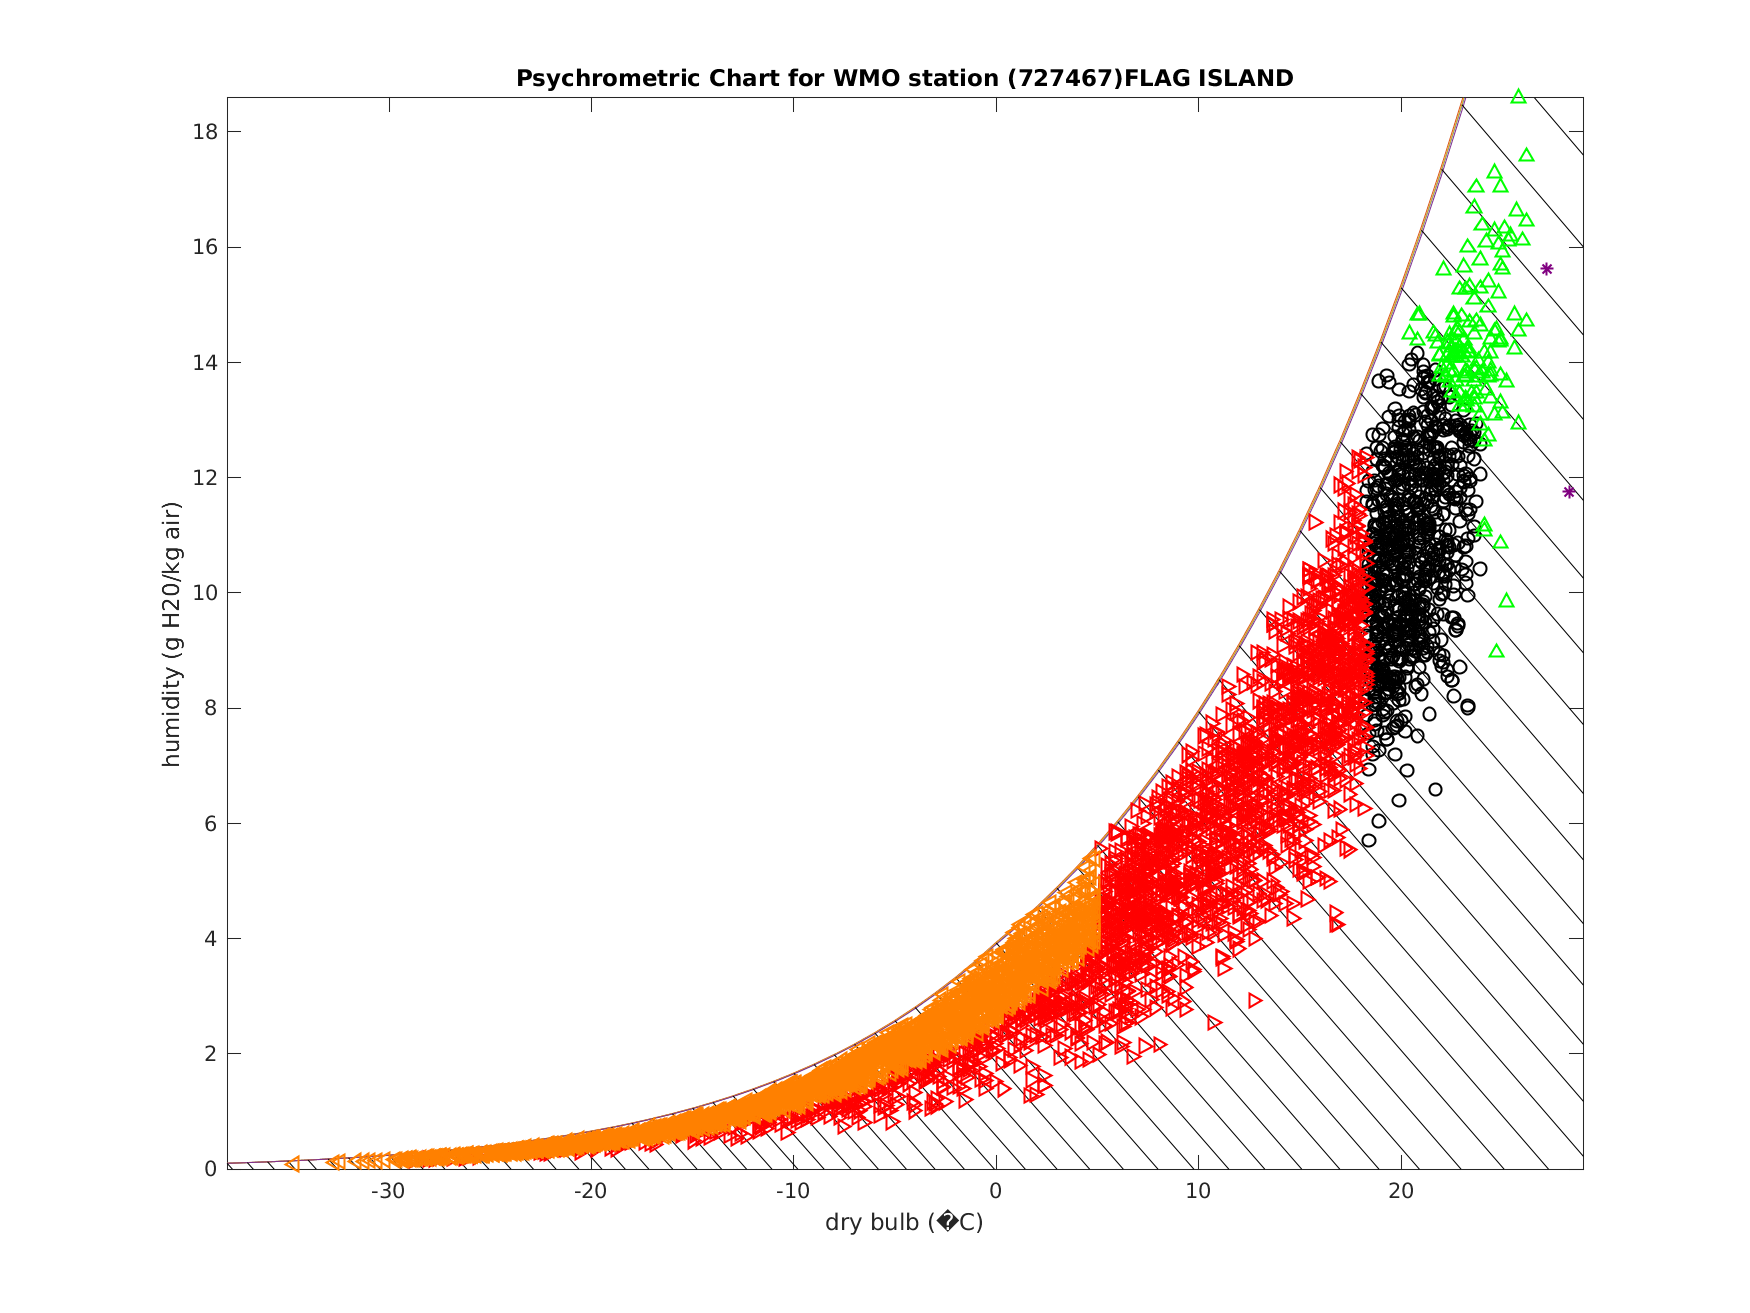 Psychrometric Chart for WMO station (727467)FLAG ISLAND
18
16
14
12
10
8
6
4
2
0
humidity (g H20/kg air)
-30 -20 -10 0 10 20
dry bulb (�C)